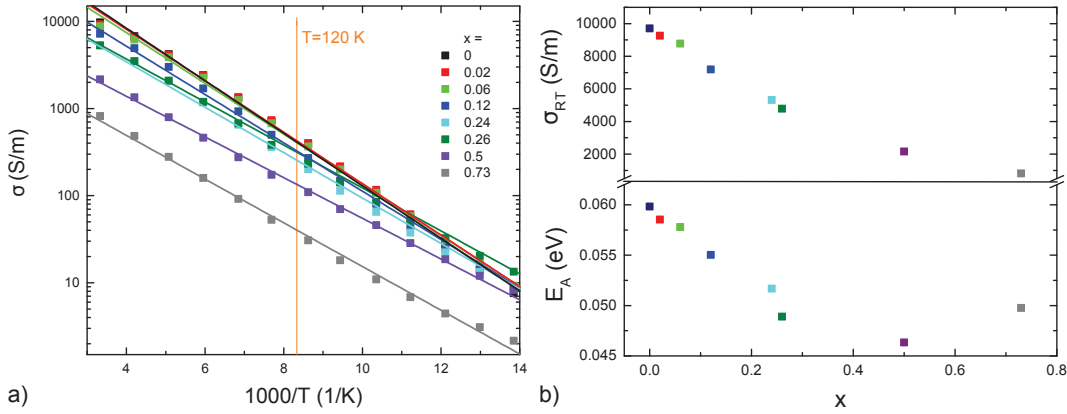 10000
1000
100
10
σ (S/m)
T=120 K
x =
0
0.02
0.06
0.12
0.24
0.26
0.5
0.73
4 6 8 10 12 14
1000/T (1/K)
a)
10000
8000
6000
4000
2000
σRT (S/m)
0.060
0.055
0.050
0.045
EA (eV)
0.0 0.2 0.4 0.6 0.8
x
b)